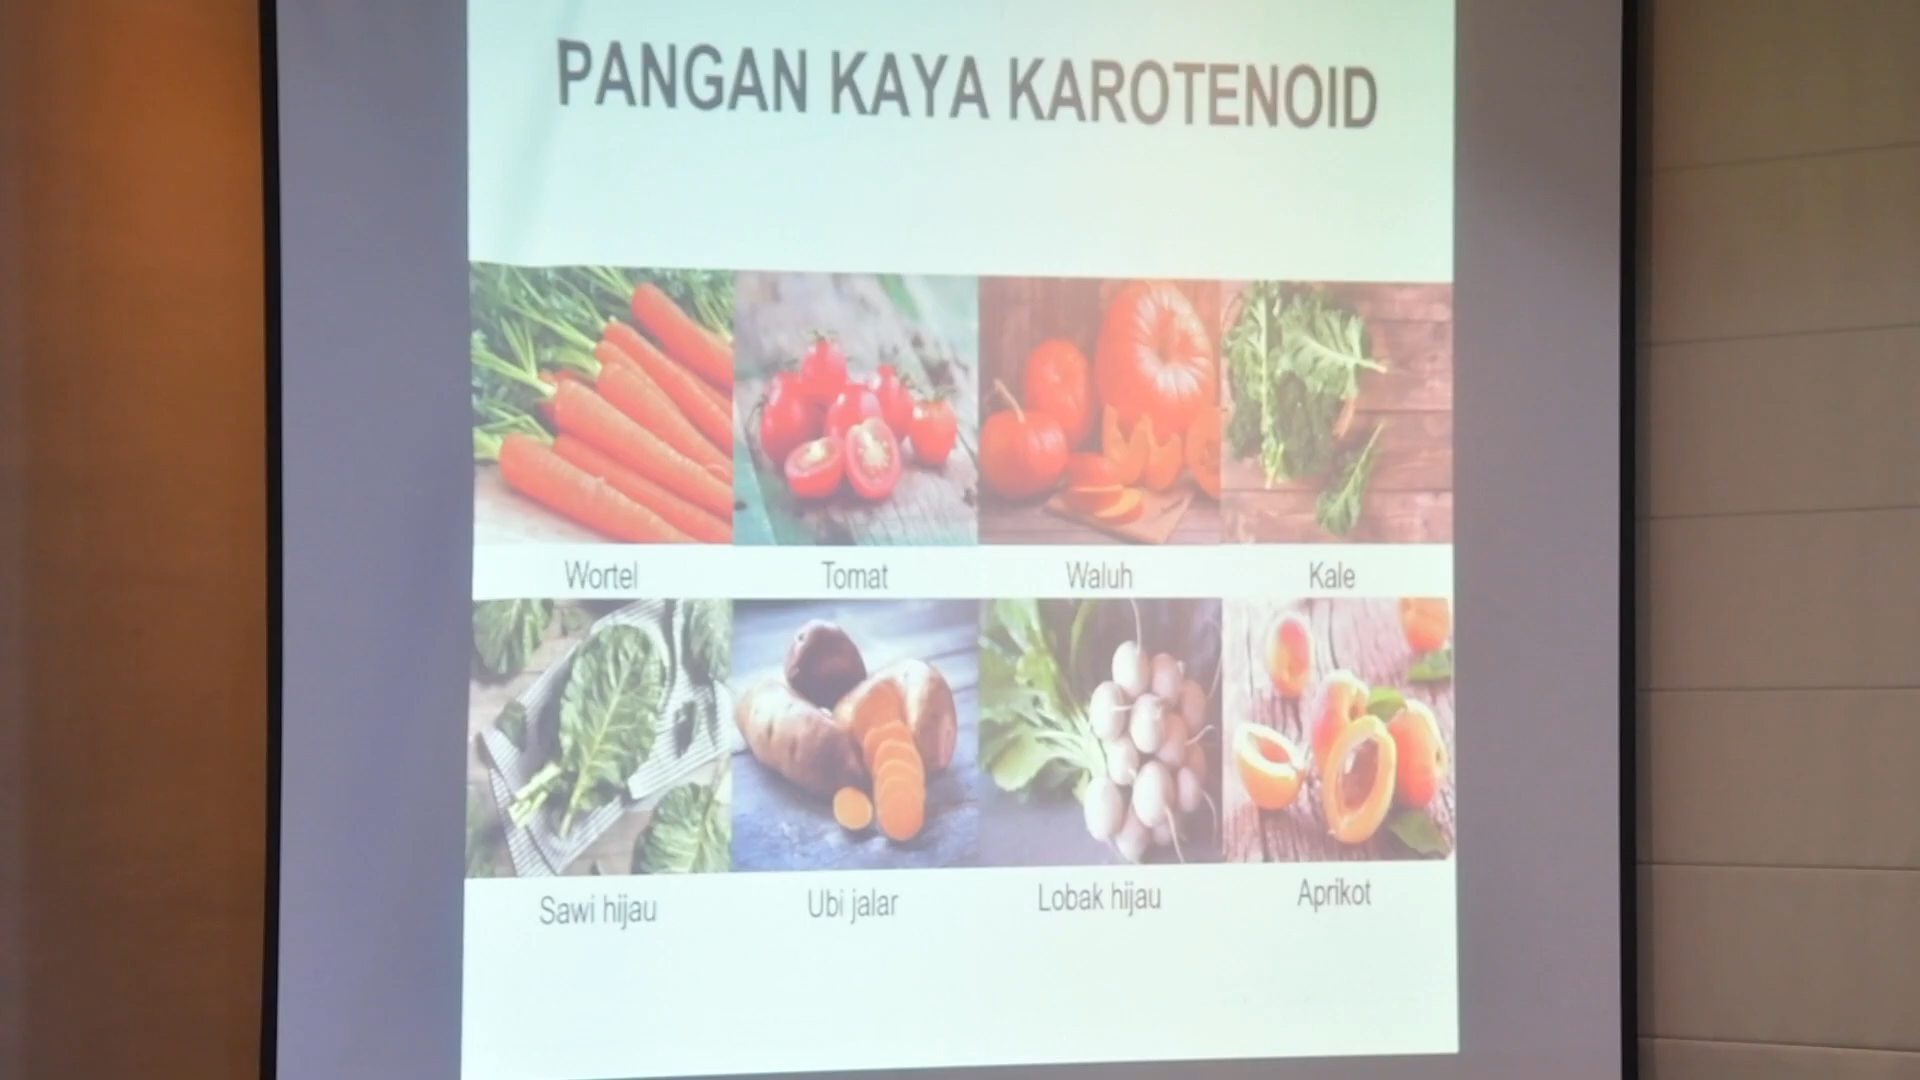 PANGAN KAYA KAROTENOID
Wortel Tomat Waluh Kale
Sawi hijau Ubi jalar Lobak hijau Aprikot